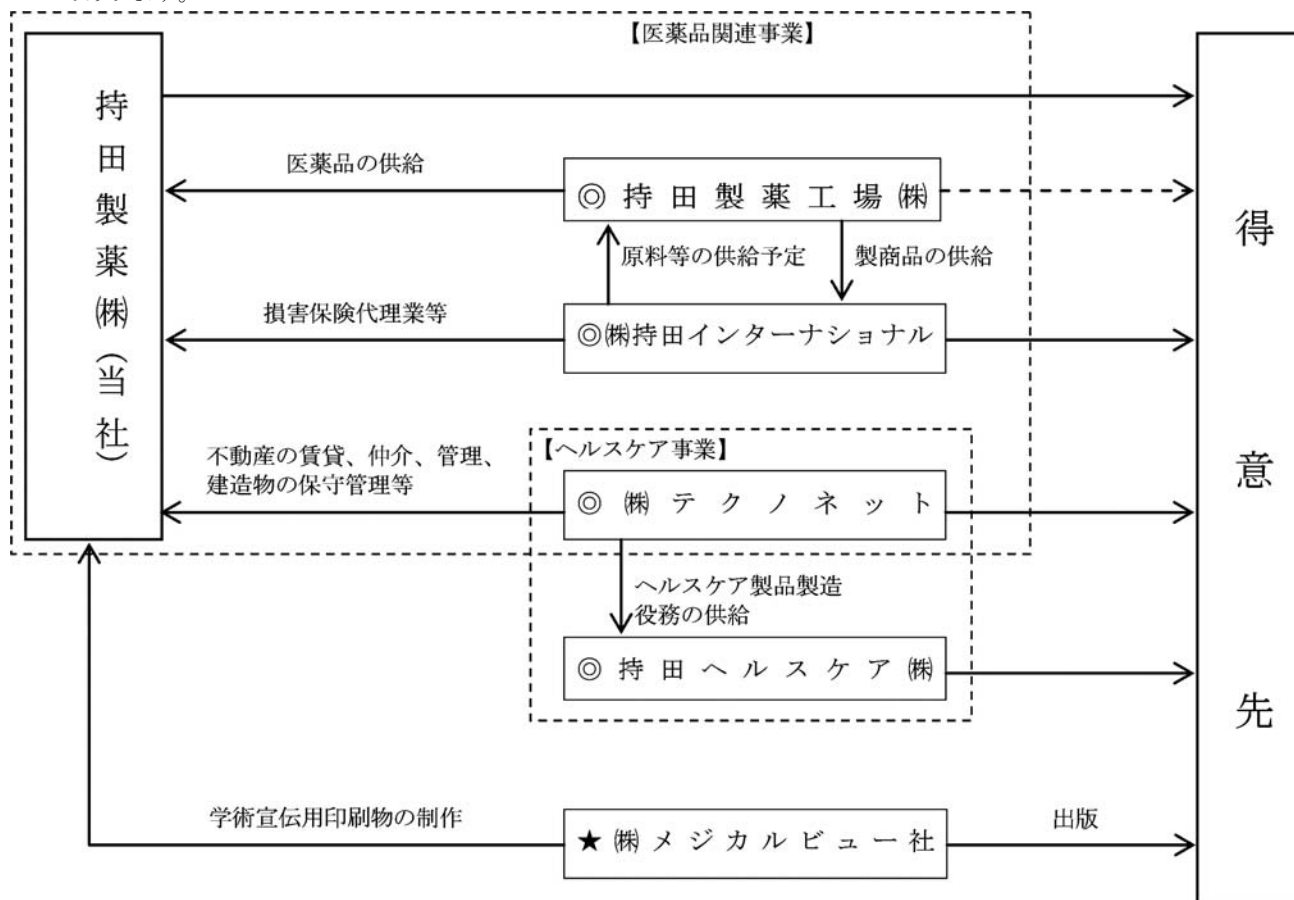 【医薬品関連事業】
持田製薬㈱(当社)
医薬品の供給
◎持田製薬工場㈱
原料等の供給予定
製商品の供給
損害保険代理業等
◎㈱持田インターナショナル
不動産の賃貸、仲介、管理、
建造物の保守管理等
【ヘルスケア事業】
◎㈱テクノネット
ヘルスケア製品製造
役務の供給
◎持田ヘルスケア㈱
学術宣伝用印刷物の制作
★㈱メジカルビュー社
出版
得意先